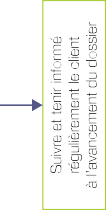 Suivre et tenir informé
régulièrement le client
à l'avancement du dossier